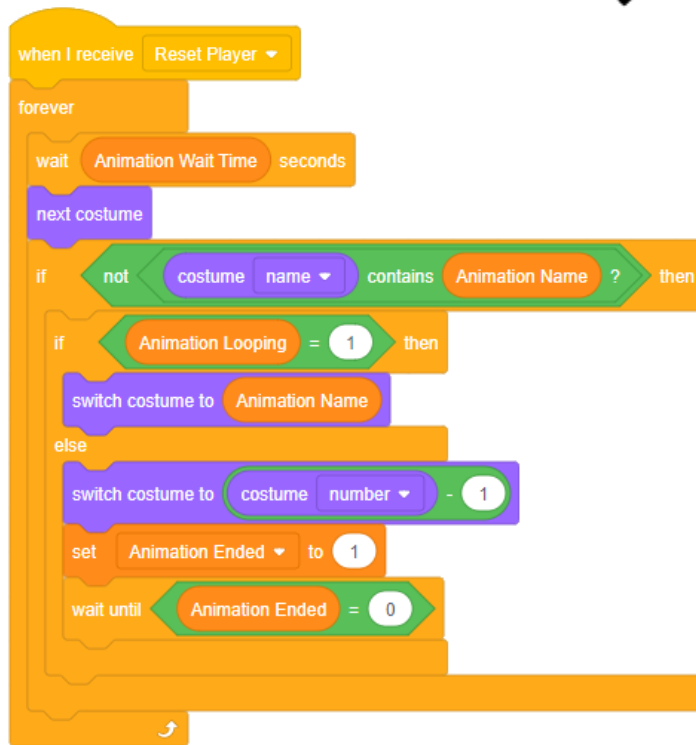 when I receive Reset Player
forever
wait Animation Wait Time seconds
next costume
if not costume name contains Animation Name ? then
if Animation Looping = 1 then
switch costume to Animation Name
else
switch costume to costume number - 1
set Animation Ended to 1
wait until Animation Ended = 0